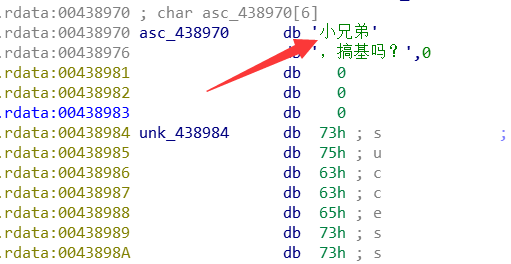 .rdata:00438970 ; char asc_438970[6]
.rdata:00438970 asc_438970 db '小兄弟'
.rdata:00438976 db ', 搞基吗？',0
.rdata:00438981 db 0
.rdata:00438982 db 0
.rdata:00438983 db 0
.rdata:00438984 unk_438984 db 73h ; s ;
.rdata:00438985 db 75h ; u
.rdata:00438986 db 63h ; c
.rdata:00438987 db 63h ; c
.rdata:00438988 db 65h ; e
.rdata:00438989 db 73h ; s
.rdata:0043898A db 73h ; s